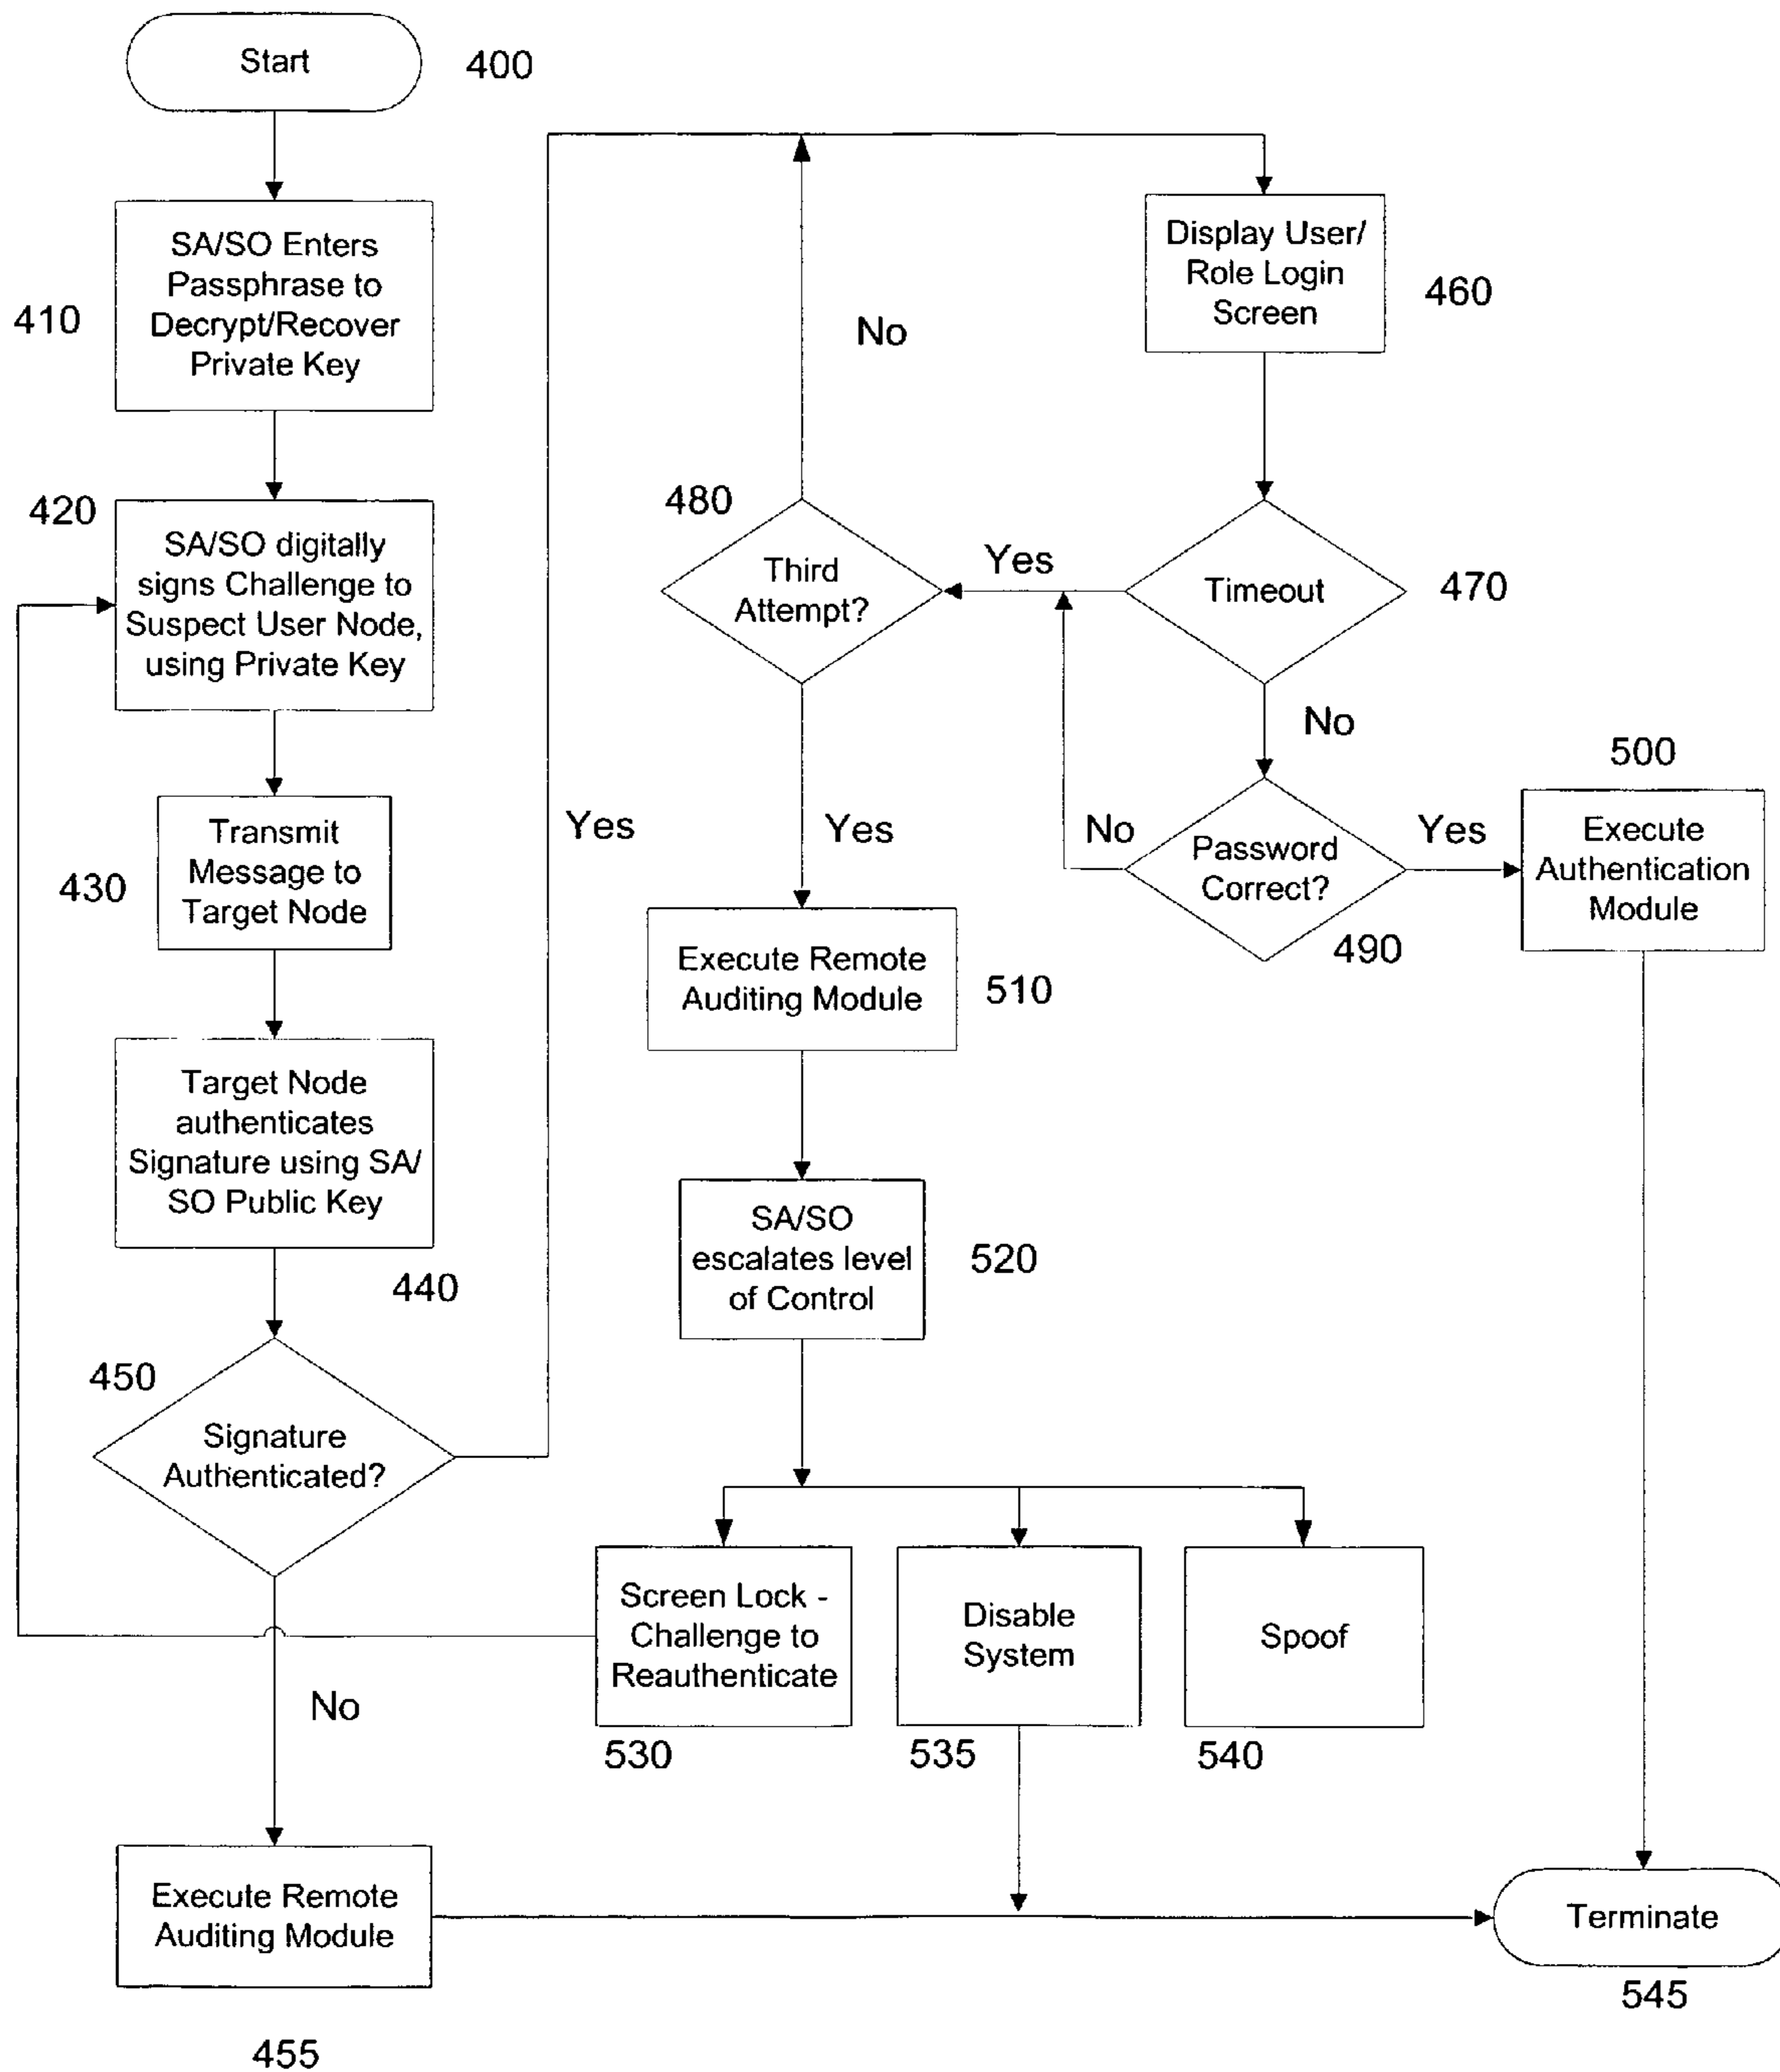 Start
400
SA/SO Enters
Passphrase to
Decrypt/Recover
Private Key
410
420
SA/SO digitally
signs Challenge to
Suspect User Node,
using Private Key
Transmit
Message to
Target Node
430
Target Node
authenticates
Signature using SA/
SO Public Key
440
450
Signature
Authenticated?
Yes
No
Execute Remote
Auditing Module
455
Display User/
Role Login
Screen
460
Timeout
470
Yes
No
480
Third
Attempt?
No
Yes
Password
Correct?
490
No
Yes
500
Execute
Authentication
Module
Execute Remote
Auditing Module
510
SA/SO
escalates level
of Control
520
Screen Lock -
Challenge to
Reauthenticate
530
Disable
System
535
Spoof
540
Terminate
545